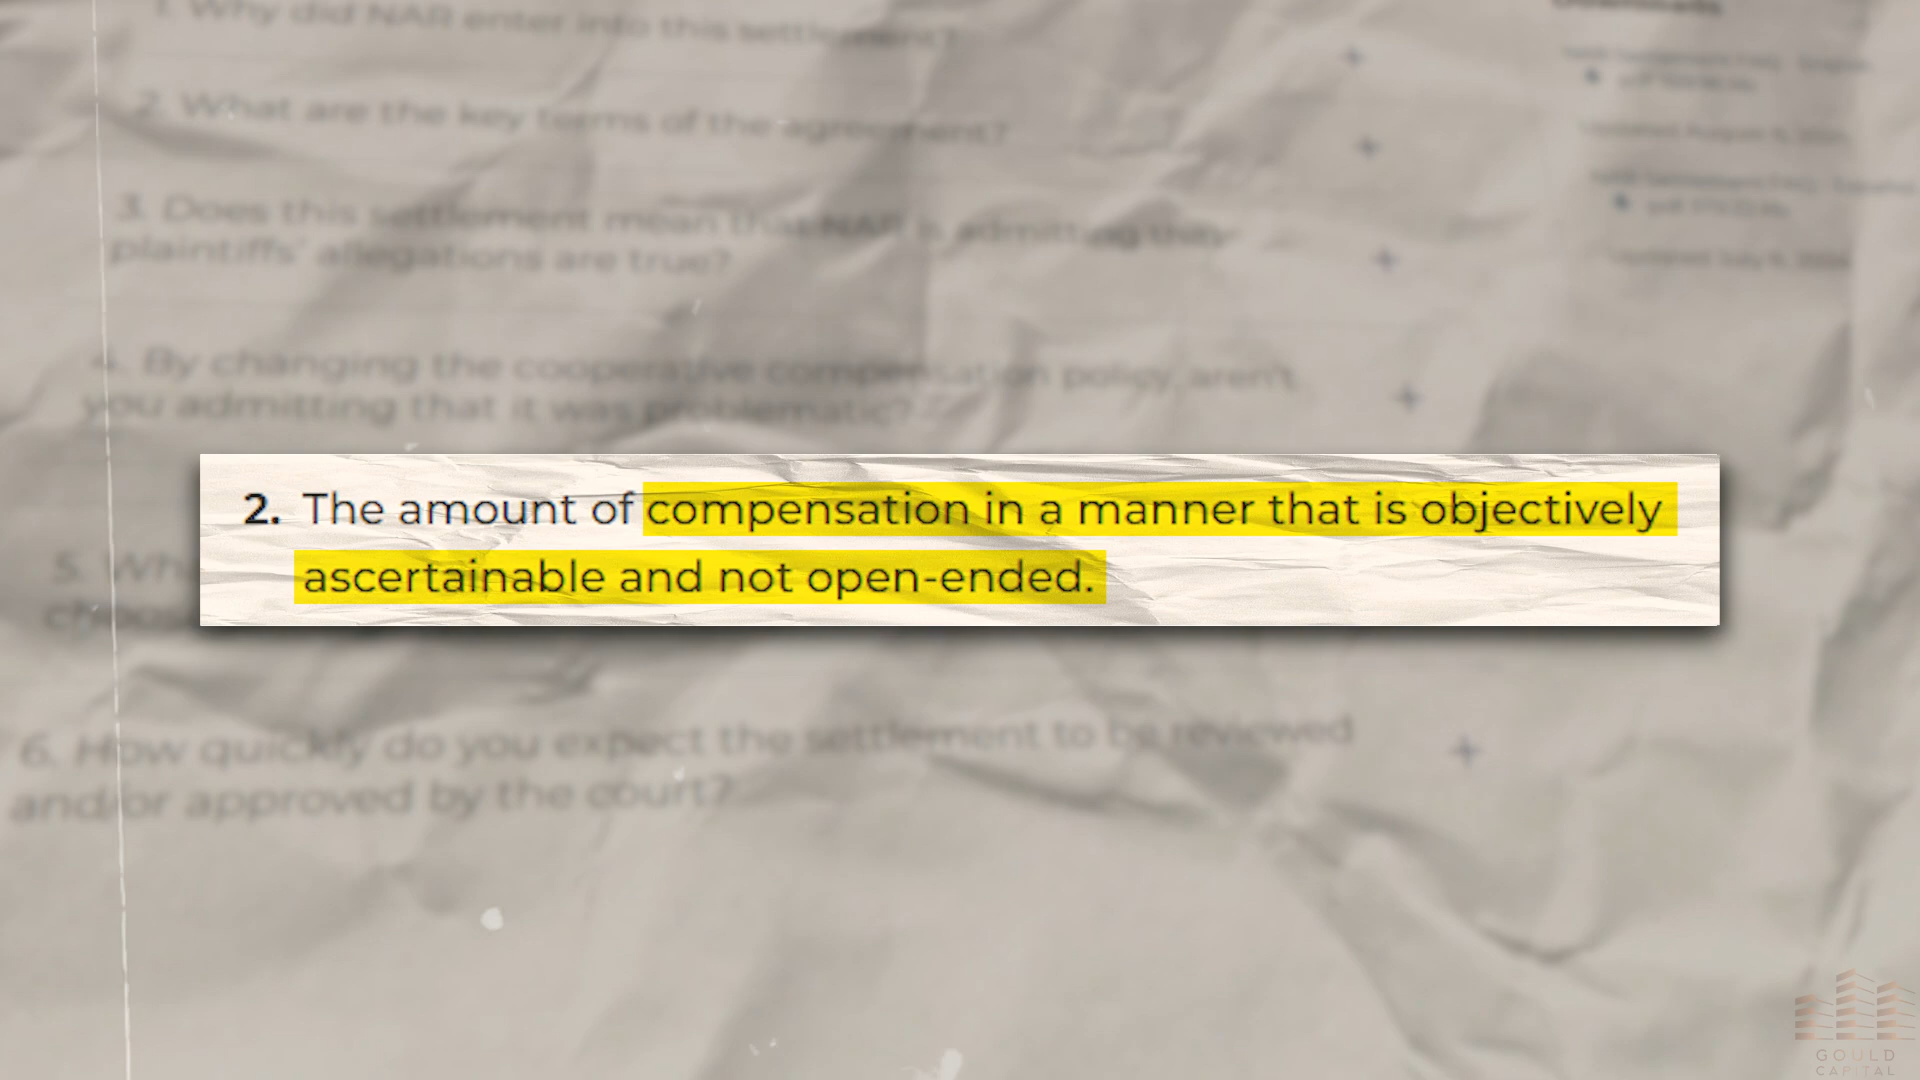 1. Why did NAR enter into this settlement?
2. What are the key terms of the agreement?
3. Does this settlement mean that NAR is admitting the
plaintiffs' allegations are true?
4. By changing the cooperative compensation policy, aren't
you admitting that it was problematic?
2. The amount of compensation in a manner that is objectively
ascertainable and not open-ended.
5. Wh
6. How quickly do you expect the settlement to be reviewed
and/or approved by the court?
GOULD
CAPITAL